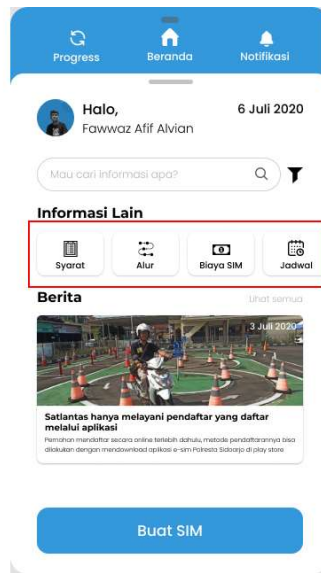 Progress
Beranda
Notifikasi
Halo,
6 Juli 2020
Fawwaz Afif Alvian
Mau cari informasi apa?
Informasi Lain
Syarat
Alur
Biaya SIM
Jadwal
Berita
Lihat semua
3 Juli 2020
Satlantas hanya melayani pendaftar yang daftar
melalui aplikasi
Pemohon mendaftar secara online terlebih dahulu, metode pendaftarannya bisa
dilakukan dengan mendownload aplikasi e-sim Polresta Sidoarjo di play store
Buat SIM